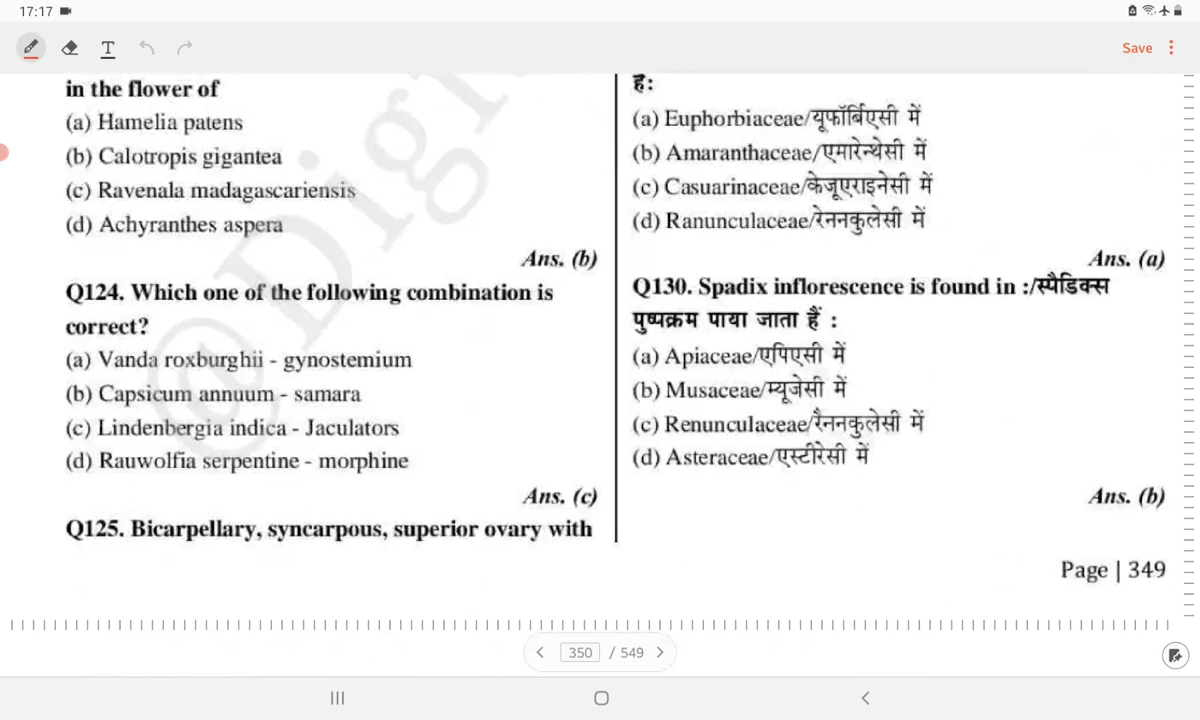 17:17
T
Save
in the flower of
(a) Hamelia patens
(b) Calotropis gigantea
(c) Ravenala madagascariensis
(d) Achyranthes aspera
Ans. (b)
Q124. Which one of the following combination is
correct?
(a) Vanda roxburghii - gynostemium
(b) Capsicum annuum - samara
(c) Lindenbergia indica - Jaculators
(d) Rauwolfia serpentine - morphine
Ans. (c)
Q125. Bicarpellary, syncarpous, superior ovary with
हैः
(a) Euphorbiaceae/यूफॉर्बिएसी में
(b) Amaranthaceae/एमारेन्थेसी में
(c) Casuarinaceae/केजूएराइनेसी में
(d) Ranunculaceae/रेननकुलेसी में
Ans. (a)
Q130. Spadix inflorescence is found in :/स्पैडिक्स
पुष्पक्रम पाया जाता हैं :
(a) Apiaceae/एपिएसी में
(b) Musaceae/म्यूजेसी में
(c) Renunculaceae/रैननकुलेसी में
(d) Asteraceae/एस्टीरेसी में
Ans. (b)
Page | 349
@Digi
350 / 549